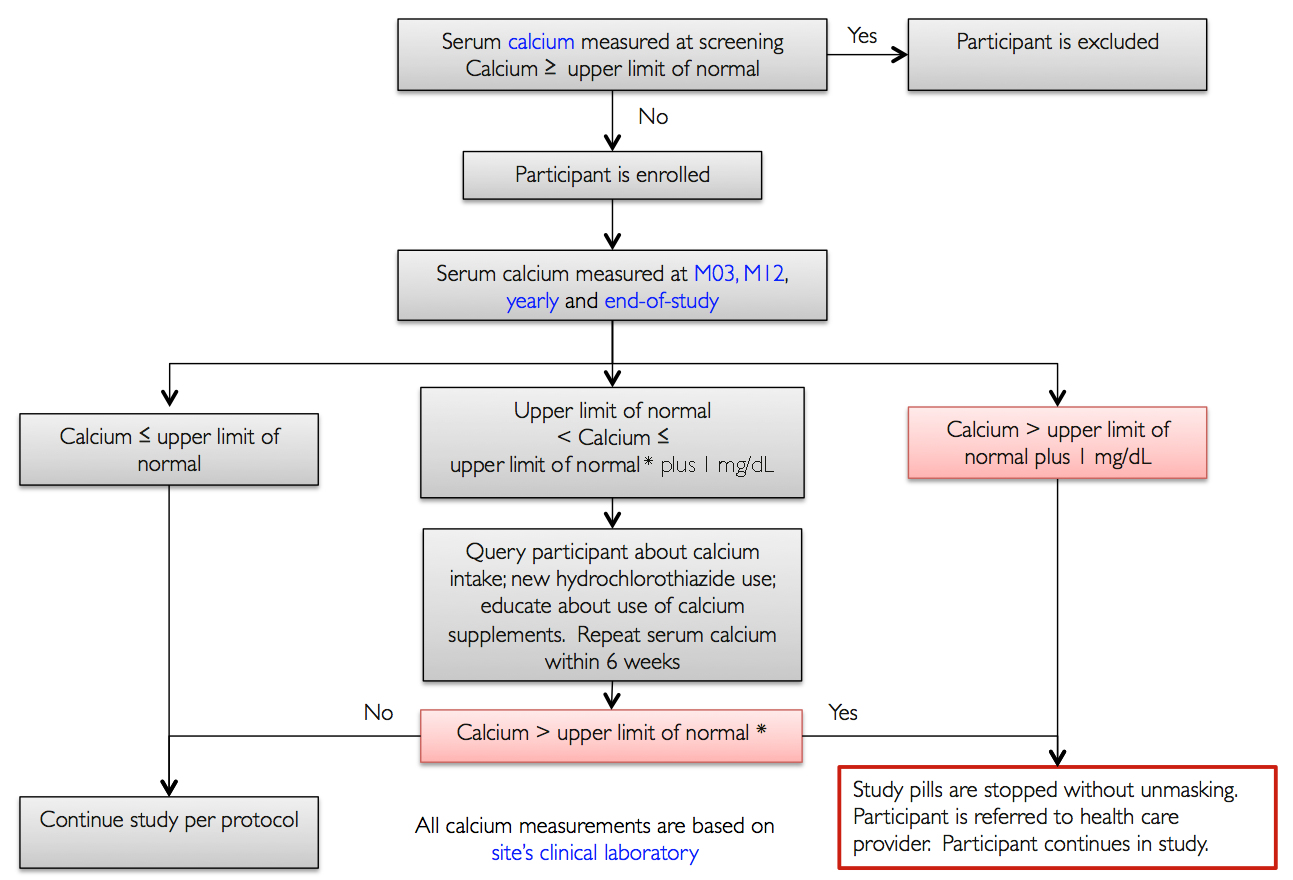 Serum calcium measured at screening
Calcium ≥ upper limit of normal
Yes
Participant is excluded
No
Participant is enrolled
Serum calcium measured at M03, M12,
yearly and end-of-study
Calcium ≤ upper limit of
normal
Upper limit of normal
< Calcium ≤
upper limit of normal* plus 1 mg/dL
Calcium > upper limit of
normal plus 1 mg/dL
Query participant about calcium
intake; new hydrochlorothiazide use;
educate about use of calcium
supplements. Repeat serum calcium
within 6 weeks
No
Calcium > upper limit of normal *
Yes
Continue study per protocol
All calcium measurements are based on
site's clinical laboratory
Study pills are stopped without unmasking.
Participant is referred to health care
provider. Participant continues in study.